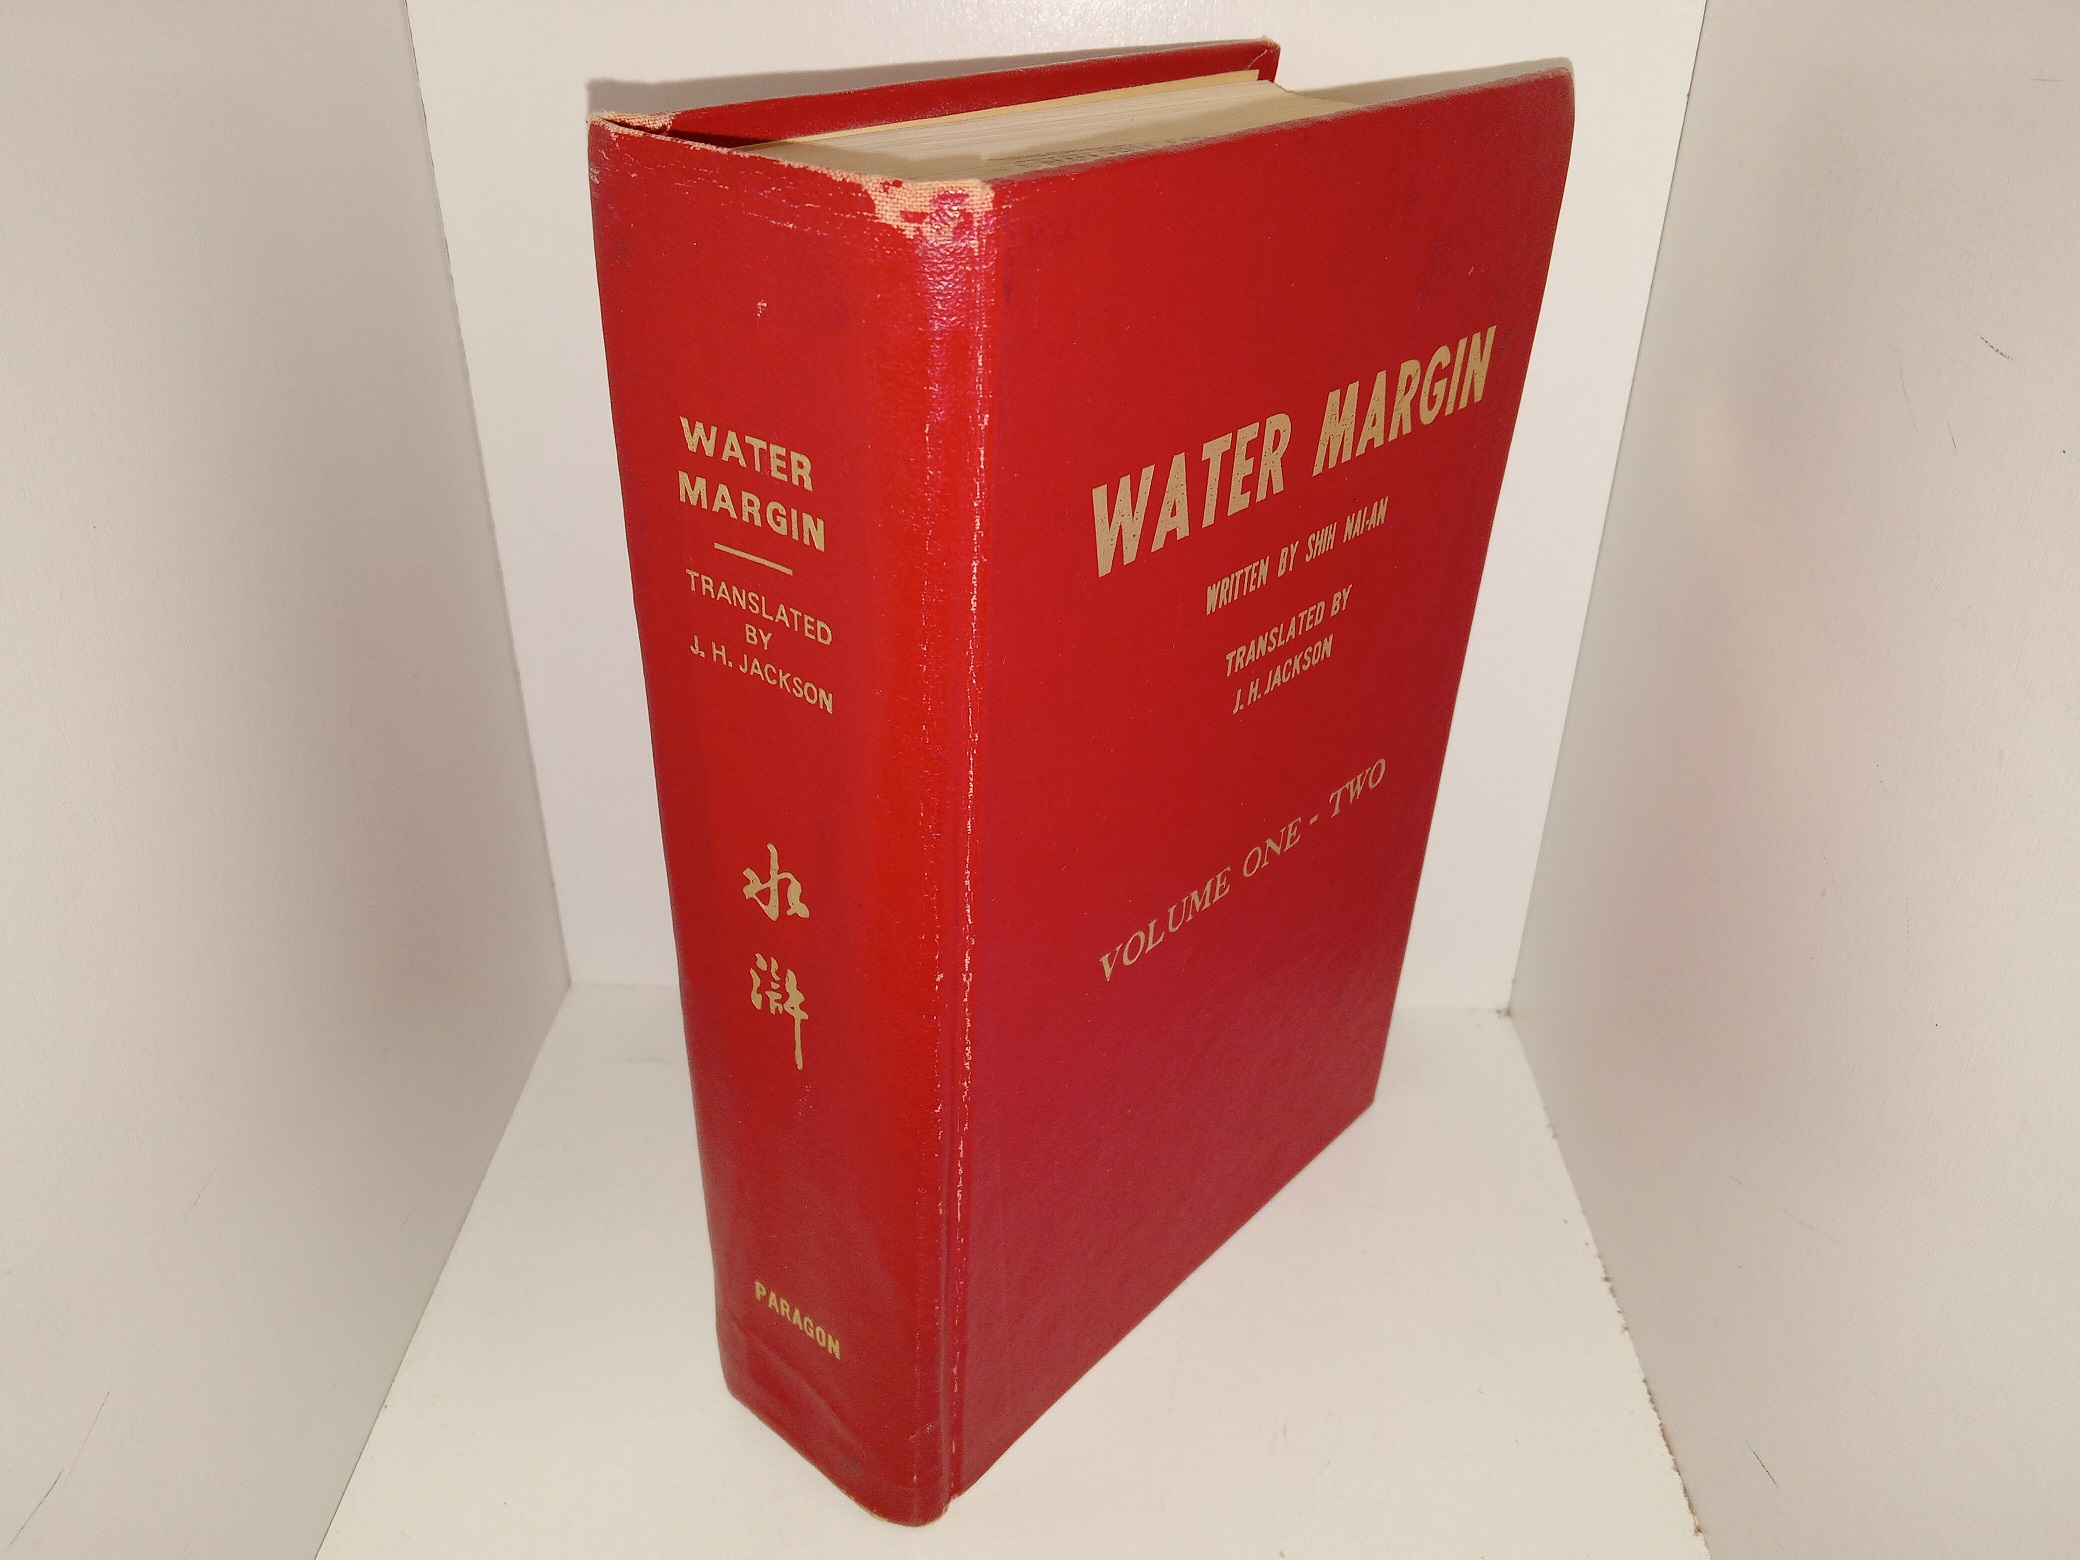 WATER
MARGIN
TRANSLATED
BY
J. H. JACKSON
水
滸
PARAGON
WATER MARGIN
WRITTEN BY SHIH NAI-AN
TRANSLATED BY
J. H. JACKSON
VOLUME ONE - TWO